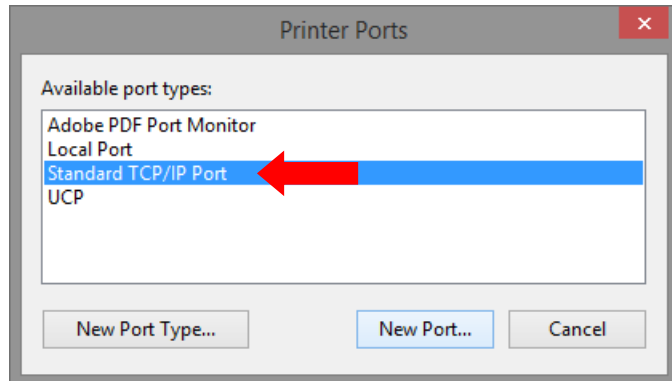 Printer Ports
Available port types:
Adobe PDF Port Monitor
Local Port
Standard TCP/IP Port
UCP
New Port Type... New Port... Cancel